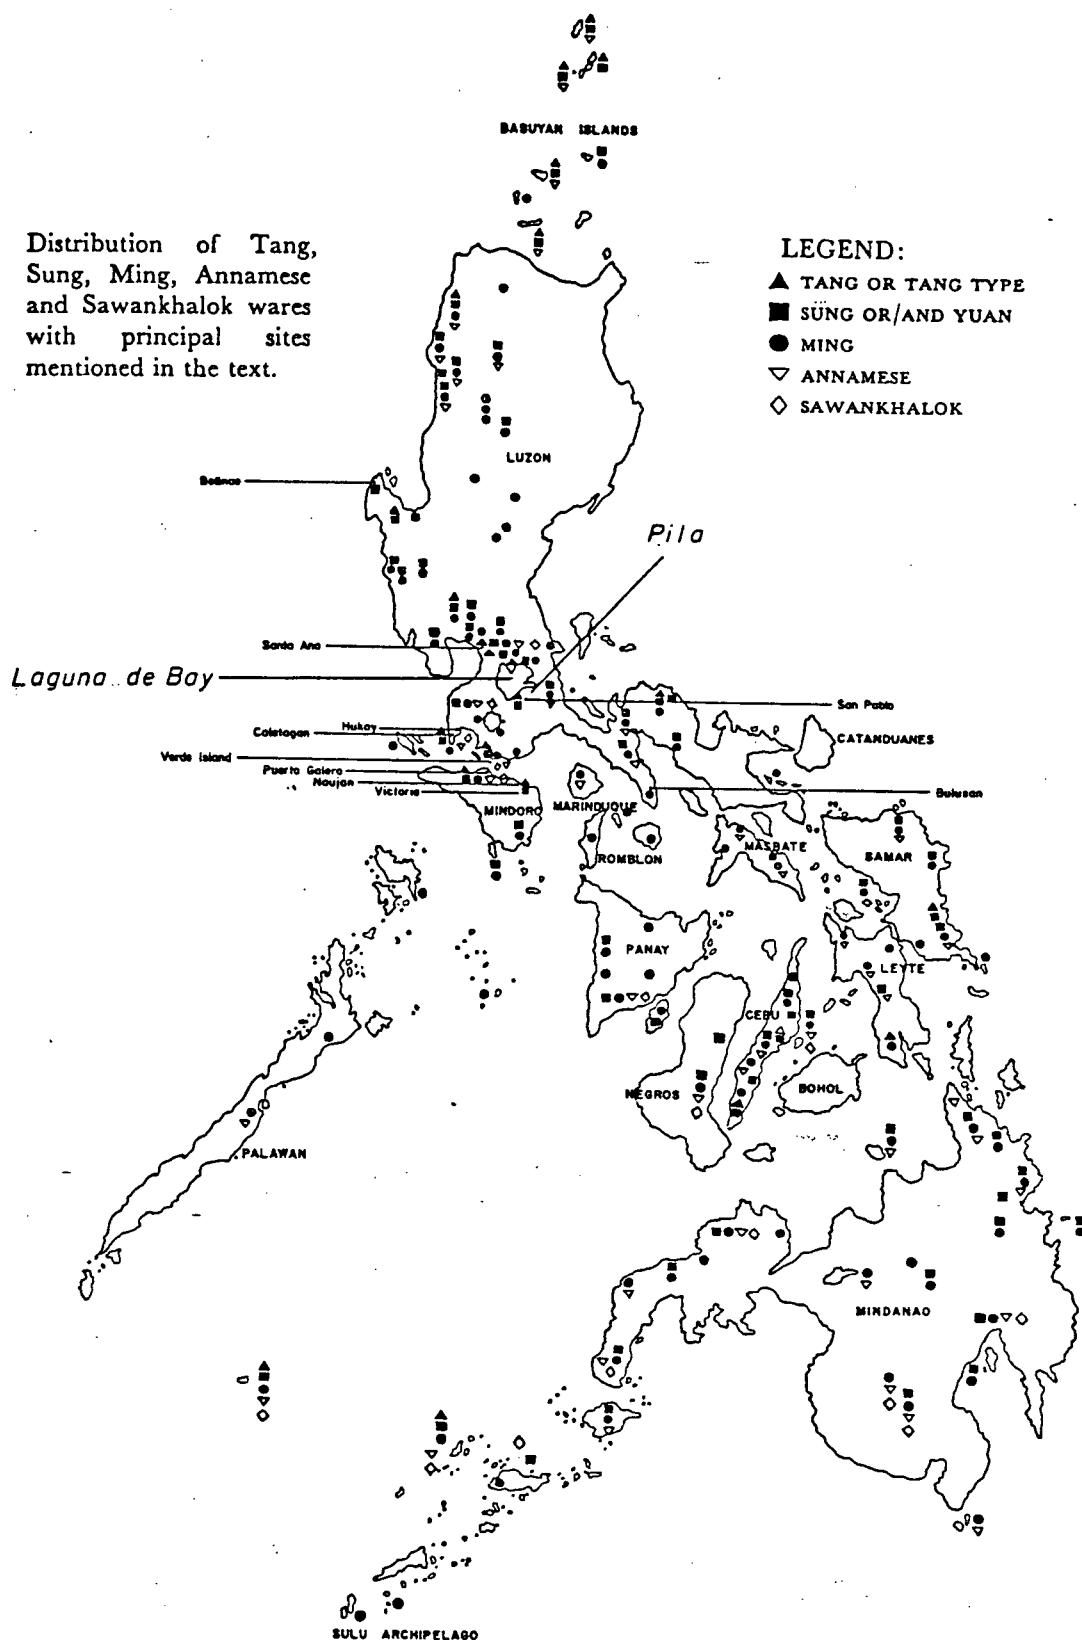 BABUYAN ISLANDS
Distribution of Tang,
Sung, Ming, Annamese
and Sawankhalok wares
with principal sites
mentioned in the text.
LEGEND:
TANG OR TANG TYPE
SUNG OR/AND YUAN
MING
ANNAMESE
SAWANKHALOK
LUZON
Bolinao
Pila
Santa Ana
Laguna de Bay
San Pablo
Hukay
Calatagan
CATANDUANES
Verde Island
Puerto Galera
Naujan
Victoria
Bulusan
MINDORO
MARINDUQUE
ROMBLON
MASBATE
SAMAR
PANAY
LEYTE
CEBU
NEGROS
BOHOL
PALAWAN
MINDANAO
SULU ARCHIPELAGO